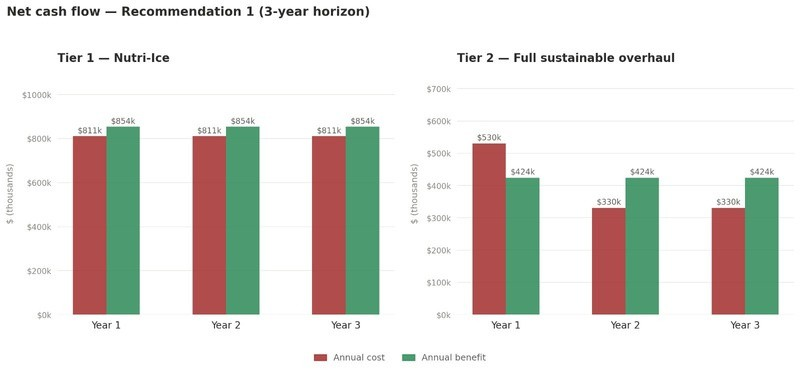 Net cash flow — Recommendation 1 (3-year horizon)
Tier 1 — Nutri-Ice
$ (thousands)
$1000k
$800k
$600k
$400k
$200k
$0k
$811k
$854k
$811k
$854k
$811k
$854k
Year 1
Year 2
Year 3
Tier 2 — Full sustainable overhaul
$ (thousands)
$700k
$600k
$500k
$400k
$300k
$200k
$100k
$0k
$530k
$424k
$330k
$424k
$330k
$424k
Year 1
Year 2
Year 3
Annual cost
Annual benefit